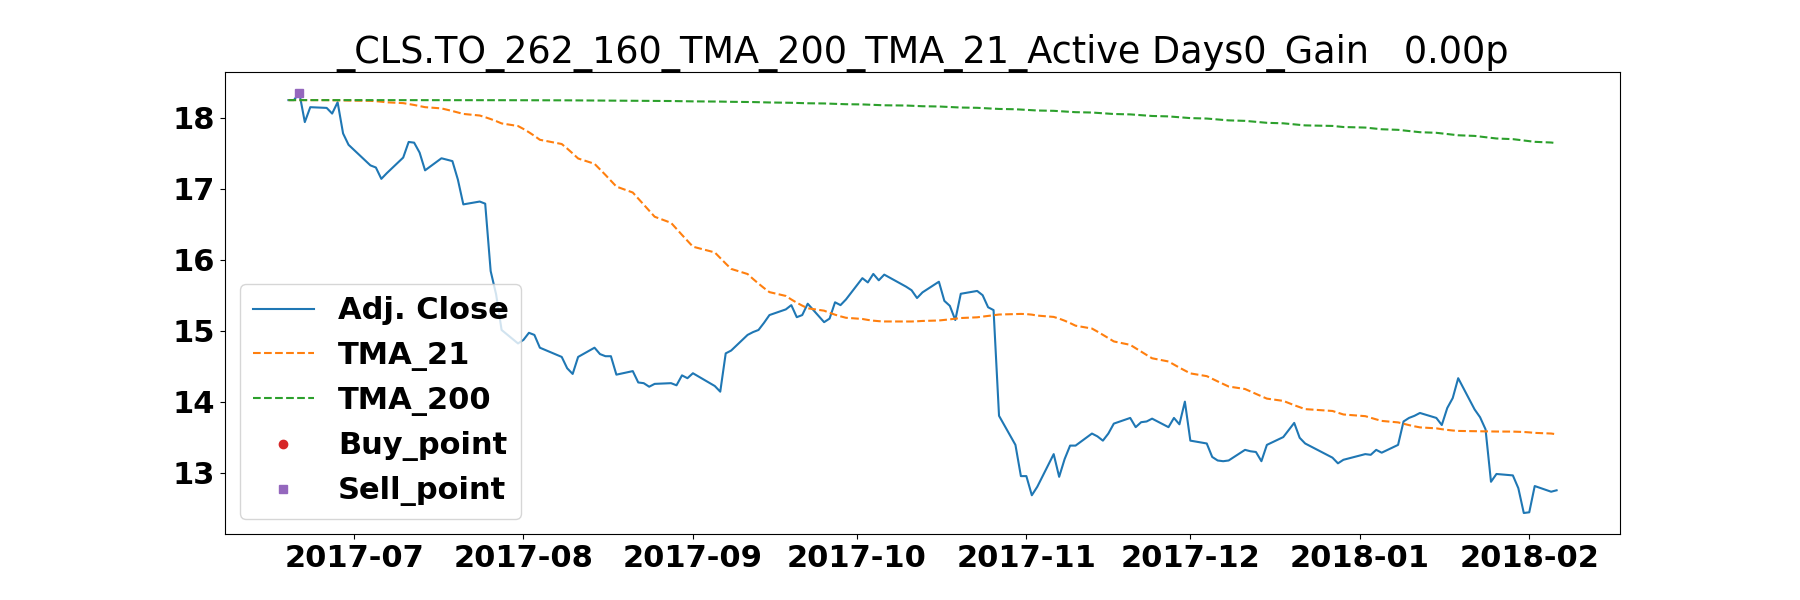 _CLS.TO_262_160_TMA_200_TMA_21_Active Days0_Gain   0.00p
18
17
16
15
14
13
Adj. Close
TMA_21
TMA_200
Buy_point
Sell_point
2017-07 2017-08 2017-09 2017-10 2017-11 2017-12 2018-01 2018-02